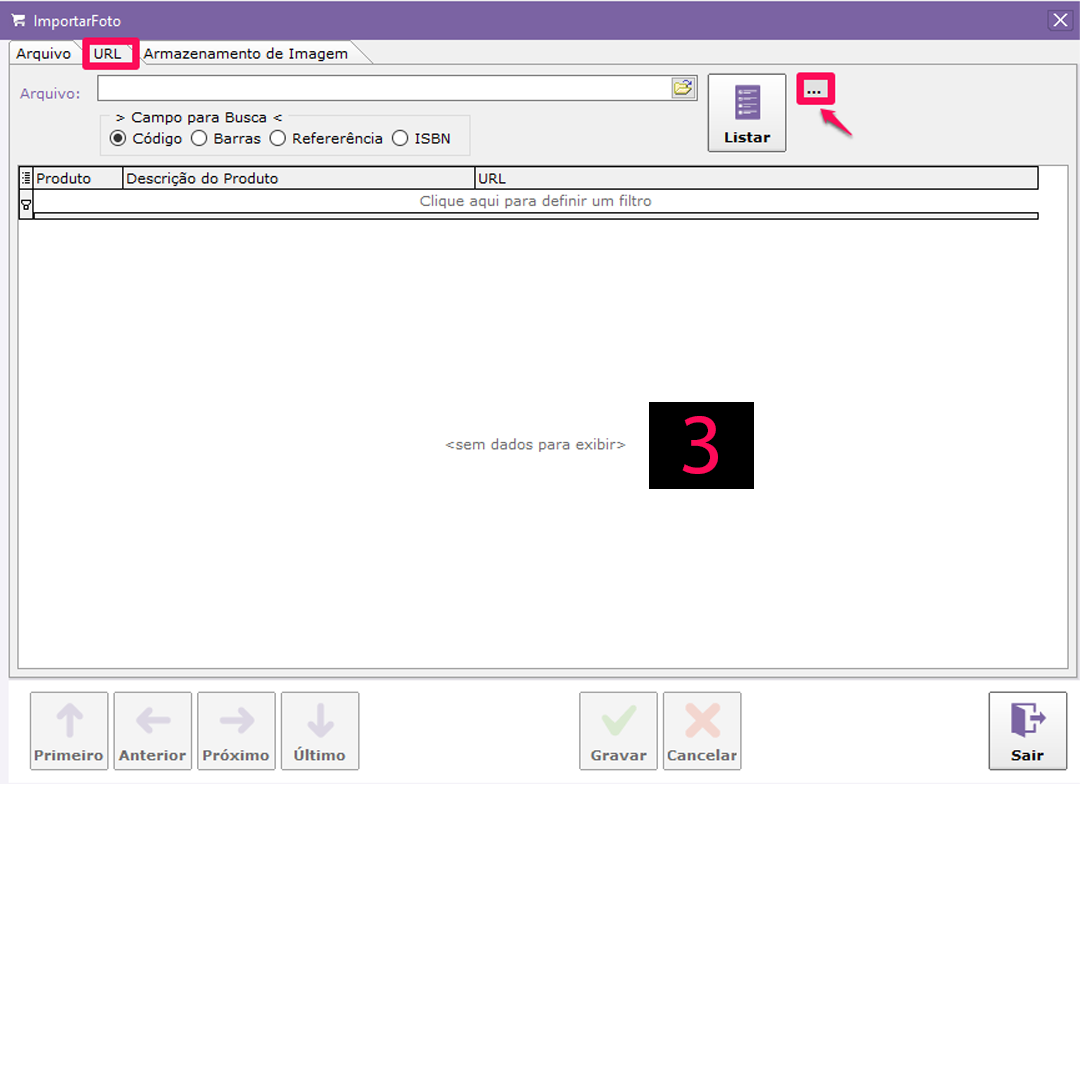 ImportarFoto
Arquivo URL Armazenamento de Imagem
Arquivo:
...
Listar
> Campo para Busca <
Código Barras Refererência ISBN
Produto Descrição do Produto URL
Clique aqui para definir um filtro
<sem dados para exibir>
3
Primeiro Anterior Próximo Último Gravar Cancelar Sair